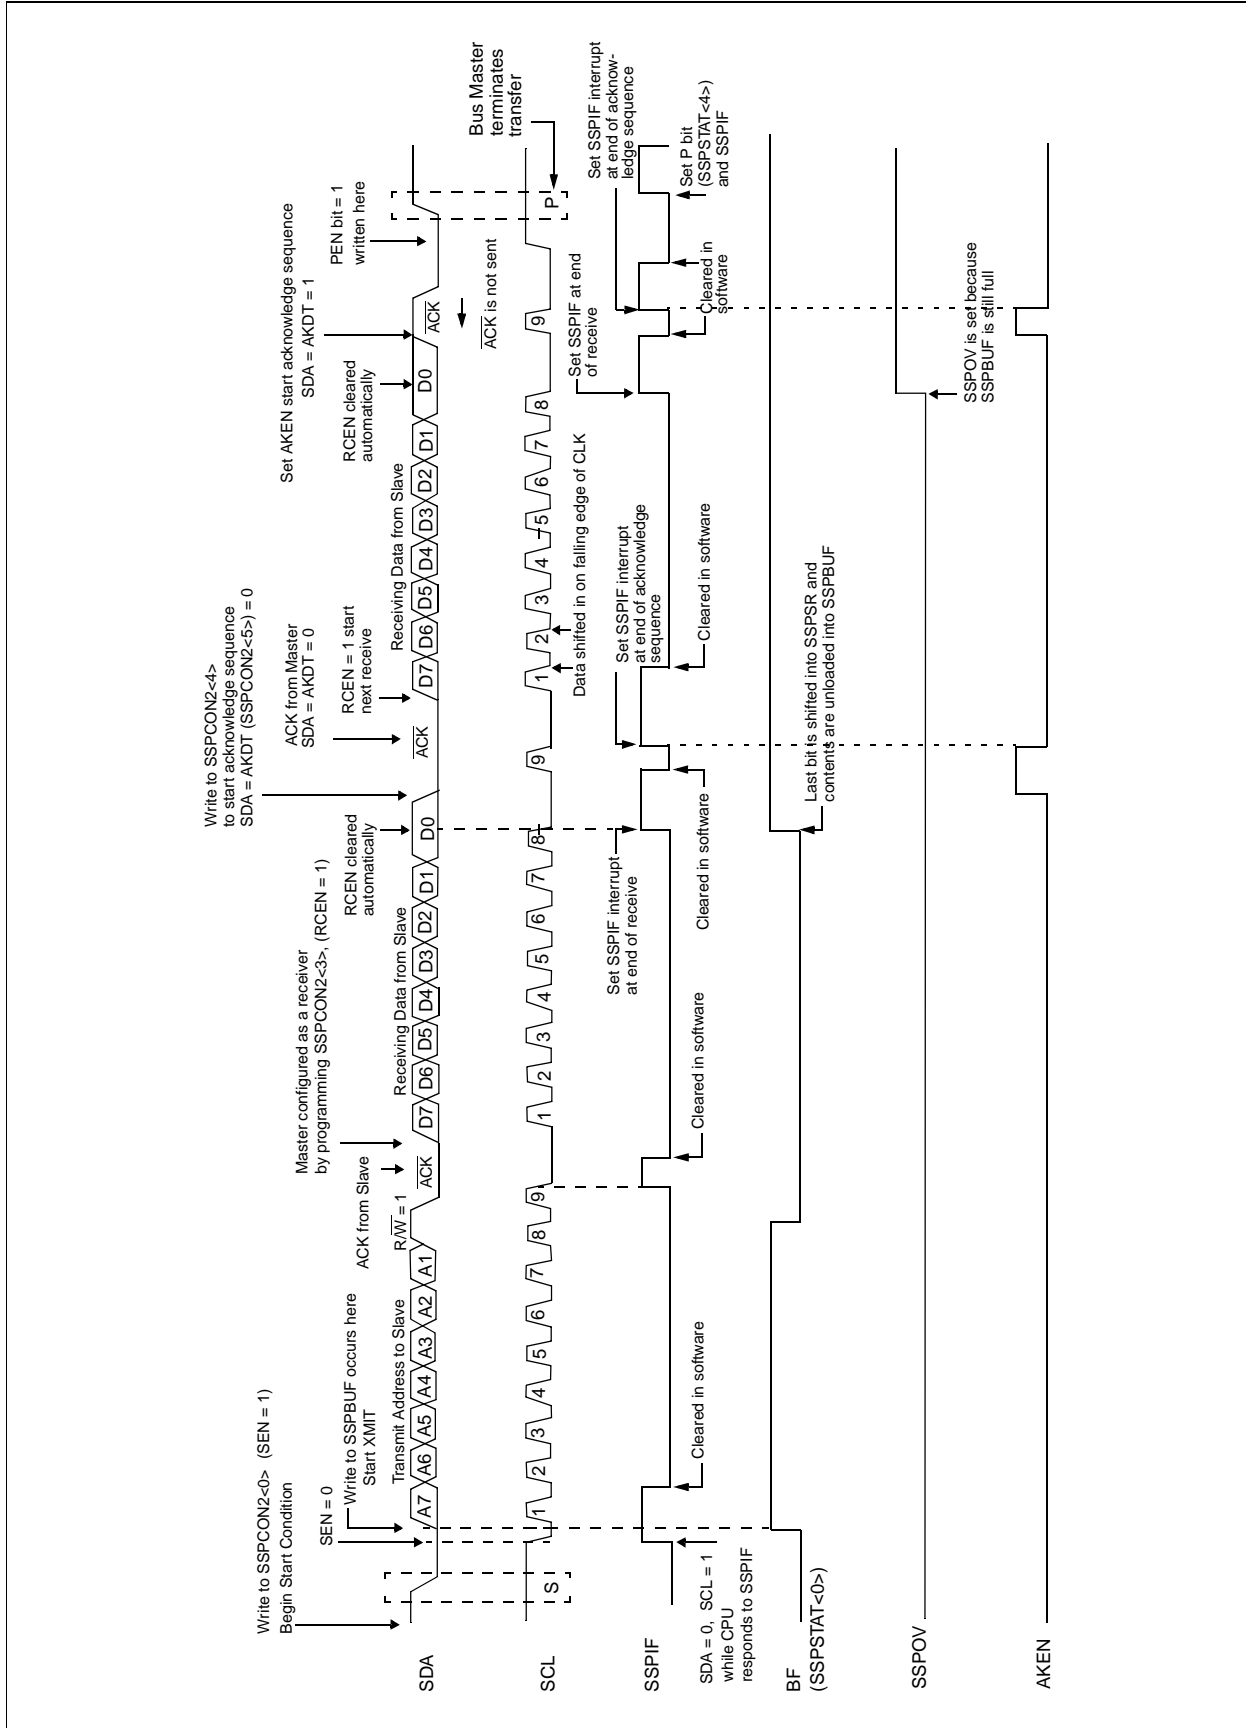 Write to SSPCON2<0> (SEN = 1)
Begin Start Condition
SEN = 0
Write to SSPBUF occurs here
Start XMIT
Transmit Address to Slave
ACK from Slave
R/W = 1
Master configured as a receiver
by programming SSPCON2<3>, (RCEN = 1)
Receiving Data from Slave
RCEN cleared
automatically
Write to SSPCON2<4>
to start acknowledge sequence
SDA = AKDT (SSPCON2<5>) = 0
ACK from Master
SDA = AKDT = 0
RCEN = 1 start
next receive
Receiving Data from Slave
RCEN cleared
automatically
Set AKEN start acknowledge sequence
SDA = AKDT = 1
PEN bit = 1
written here
SDA
A7 A6 A5 A4 A3 A2 A1
ACK
D7 D6 D5 D4 D3 D2 D1 D0
ACK
D7 D6 D5 D4 D3 D2 D1 D0
ACK
ACK is not sent
Bus Master
terminates
transfer
SCL
S
1 2 3 4 5 6 7 8 9
1 2 3 4 5 6 7 8 9
1 2 3 4 5 6 7 8 9
P
Data shifted in on falling edge of CLK
Set SSPIF interrupt
at end of receive
Set SSPIF interrupt
at end of acknowledge
sequence
Set SSPIF at end
of receive
Set SSPIF interrupt
at end of acknow-
ledge sequence
SSPIF
SDA = 0, SCL = 1
while CPU
responds to SSPIF
Cleared in software
Cleared in software
Cleared in software
Cleared in software
Cleared in
software
Set P bit
(SSPSTAT<4>)
and SSPIF
BF
(SSPSTAT<0>)
Last bit is shifted into SSPSR and
contents are unloaded into SSPBUF
SSPOV
SSPOV is set because
SSPBUF is still full
AKEN